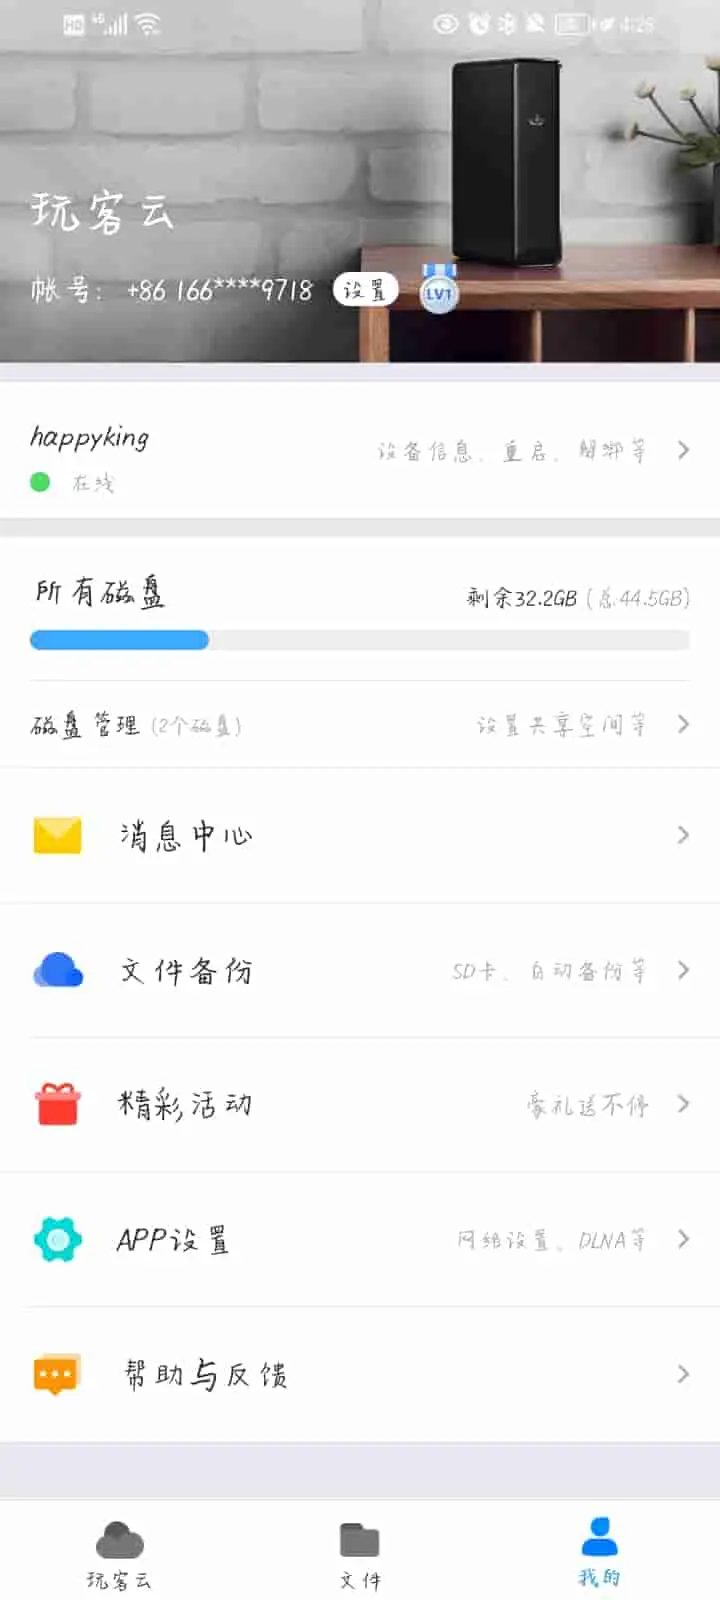 HD 4G 4:26
玩客云
帐号: +86 166****9718 设置 LV1
happyking
设备信息、重启、解绑等
在线
所有磁盘
剩余32.2GB (总44.5GB)
磁盘管理 (2个磁盘)
设置共享空间等
消息中心
文件备份
SD卡、自动备份等
精彩活动
豪礼送不停
APP设置
网络设置、DLNA等
帮助与反馈
玩客云
文件
我的